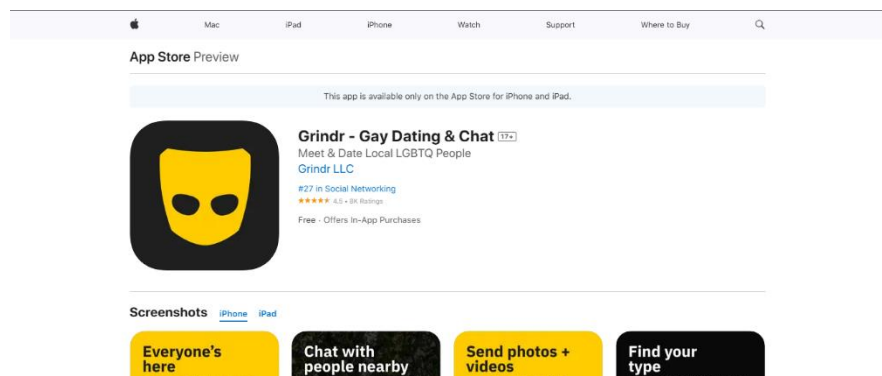 Mac iPad iPhone Watch Support Where to Buy
App Store Preview
This app is available only on the App Store for iPhone and iPad.
Grindr - Gay Dating & Chat 17+
Meet & Date Local LGBTQ People
Grindr LLC
#27 in Social Networking
4.5 • 8K Ratings
Free · Offers In-App Purchases
Screenshots iPhone iPad
Everyone's
here
Chat with
people nearby
Send photos +
videos
Find your
type